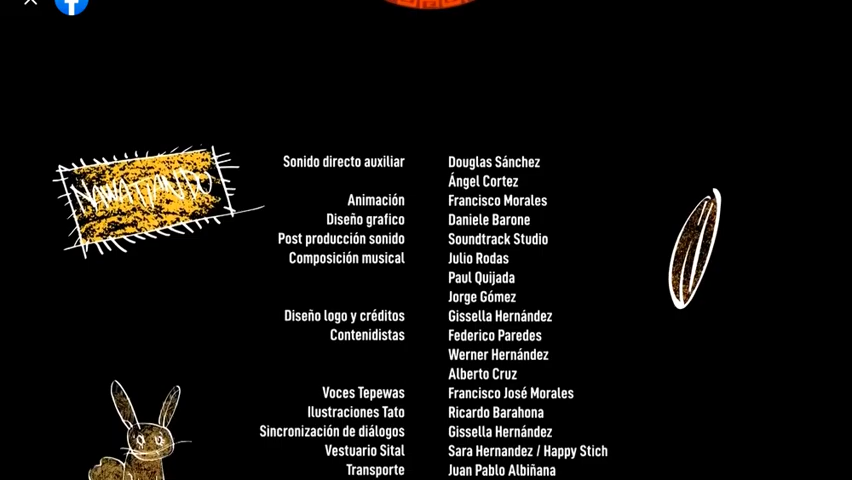 NAWATIANDO
Sonido directo auxiliar Douglas Sánchez
Ángel Cortez
Animación Francisco Morales
Diseño grafico Daniele Barone
Post producción sonido Soundtrack Studio
Composición musical Julio Rodas
Paul Quijada
Jorge Gómez
Diseño logo y créditos Gissella Hernández
Contenidistas Federico Paredes
Werner Hernández
Alberto Cruz
Voces Tepewas Francisco José Morales
Ilustraciones Tato Ricardo Barahona
Sincronización de diálogos Gissella Hernández
Vestuario Sital Sara Hernandez / Happy Stich
Transporte Juan Pablo Albiñana